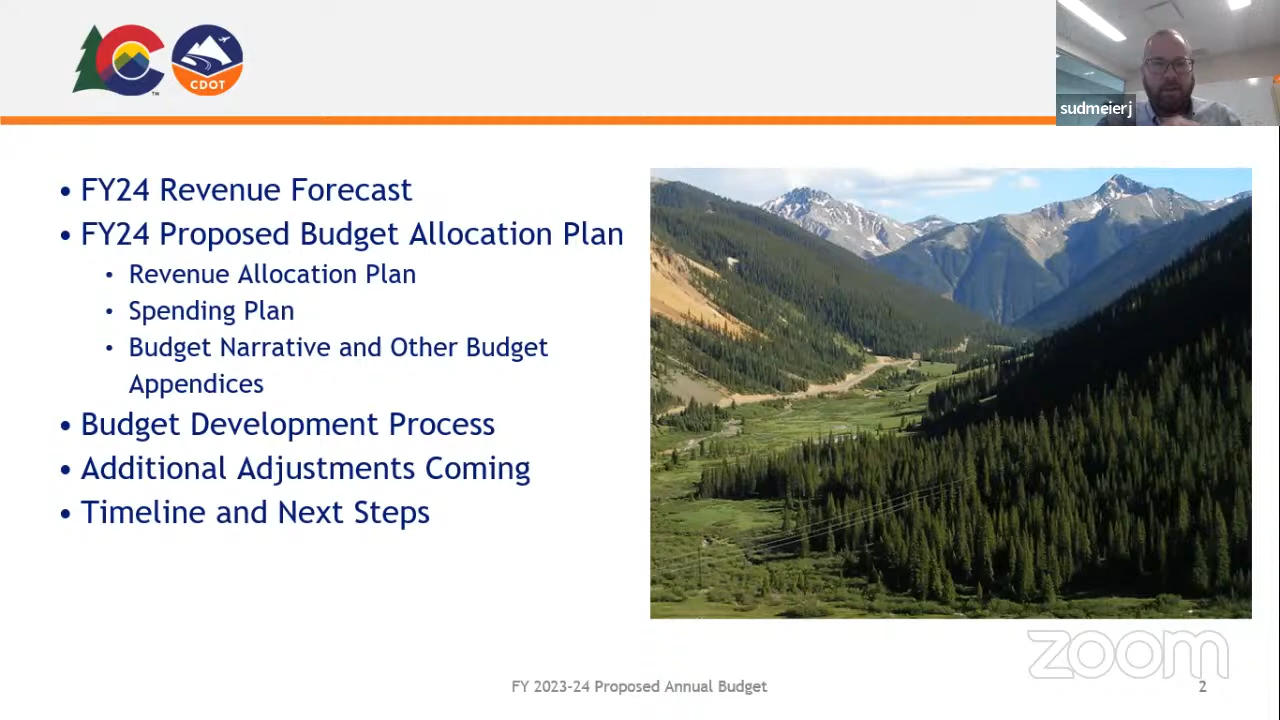 CDOT
TM
sudmeierj
• FY24 Revenue Forecast
• FY24 Proposed Budget Allocation Plan
• Revenue Allocation Plan
• Spending Plan
• Budget Narrative and Other Budget
Appendices
• Budget Development Process
• Additional Adjustments Coming
• Timeline and Next Steps
zoom
FY 2023-24 Proposed Annual Budget
2